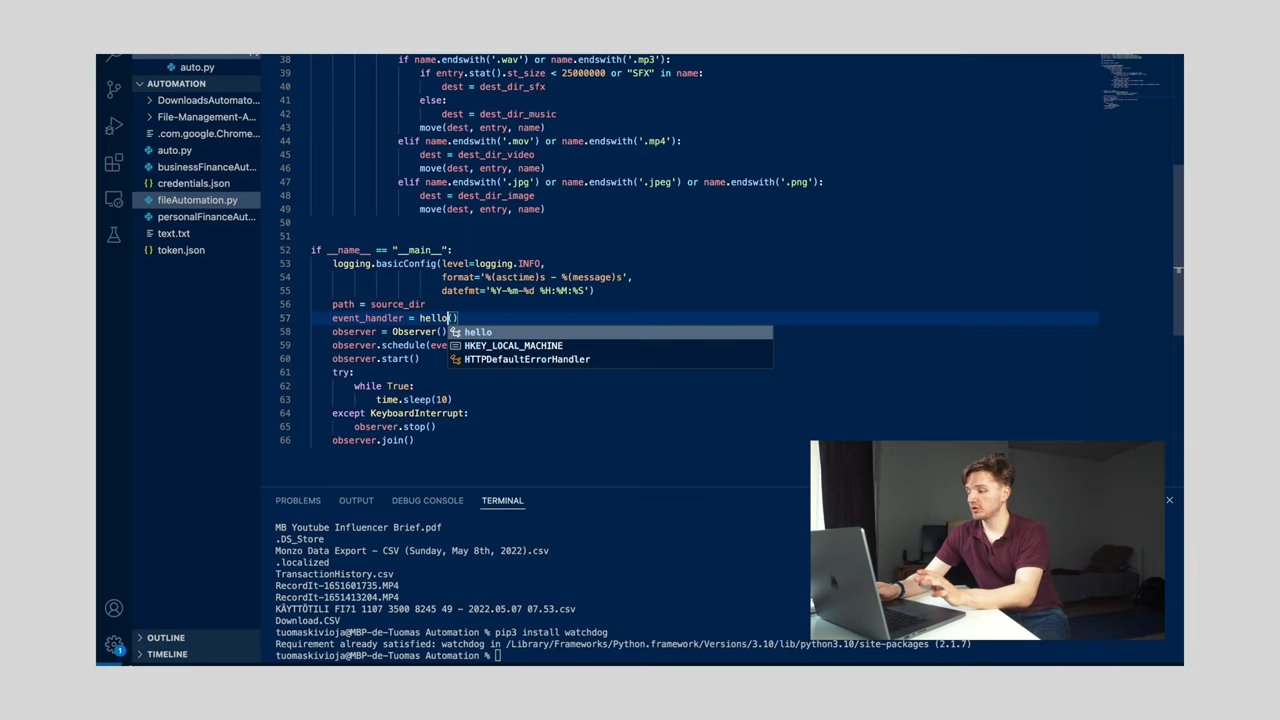 auto.py
AUTOMATION
DownloadsAutomato...
File-Management-A...
.com.google.Chrome...
auto.py
businessFinanceAut...
credentials.json
fileAutomation.py
personalFinanceAut...
text.txt
token.json
OUTLINE
TIMELINE
1
38 if name.endswith('.wav') or name.endswith('.mp3'):
39 if entry.stat().st_size < 25000000 or "SFX" in name:
40 dest = dest_dir_sfx
41 else:
42 dest = dest_dir_music
43 move(dest, entry, name)
44 elif name.endswith('.mov') or name.endswith('.mp4'):
45 dest = dest_dir_video
46 move(dest, entry, name)
47 elif name.endswith('.jpg') or name.endswith('.jpeg') or name.endswith('.png'):
48 dest = dest_dir_image
49 move(dest, entry, name)
50
51
52 if __name__ == "__main__":
53 logging.basicConfig(level=logging.INFO,
54 format='%(asctime)s - %(message)s',
55 datefmt='%Y-%m-%d %H:%M:%S')
56 path = source_dir
57 event_handler = hello()
58 observer = Observer()
hello
59 observer.schedule(eve
HKEY_LOCAL_MACHINE
60 observer.start()
HTTPDefaultErrorHandler
61 try:
62 while True:
63 time.sleep(10)
64 except KeyboardInterrupt:
65 observer.stop()
66 observer.join()
PROBLEMS OUTPUT DEBUG CONSOLE TERMINAL
MB Youtube Influencer Brief.pdf
.DS_Store
Monzo Data Export - CSV (Sunday, May 8th, 2022).csv
.localized
TransactionHistory.csv
RecordIt-1651601735.MP4
RecordIt-1651413204.MP4
KÄYTTÖTILI FI71 1107 3500 8245 49 - 2022.05.07 07.53.csv
Download.CSV
tuomaskivioja@MBP-de-Tuomas Automation % pip3 install watchdog
Requirement already satisfied: watchdog in /Library/Frameworks/Python.framework/Versions/3.10/lib/python3.10/site-packages (2.1.7)
tuomaskivioja@MBP-de-Tuomas Automation %